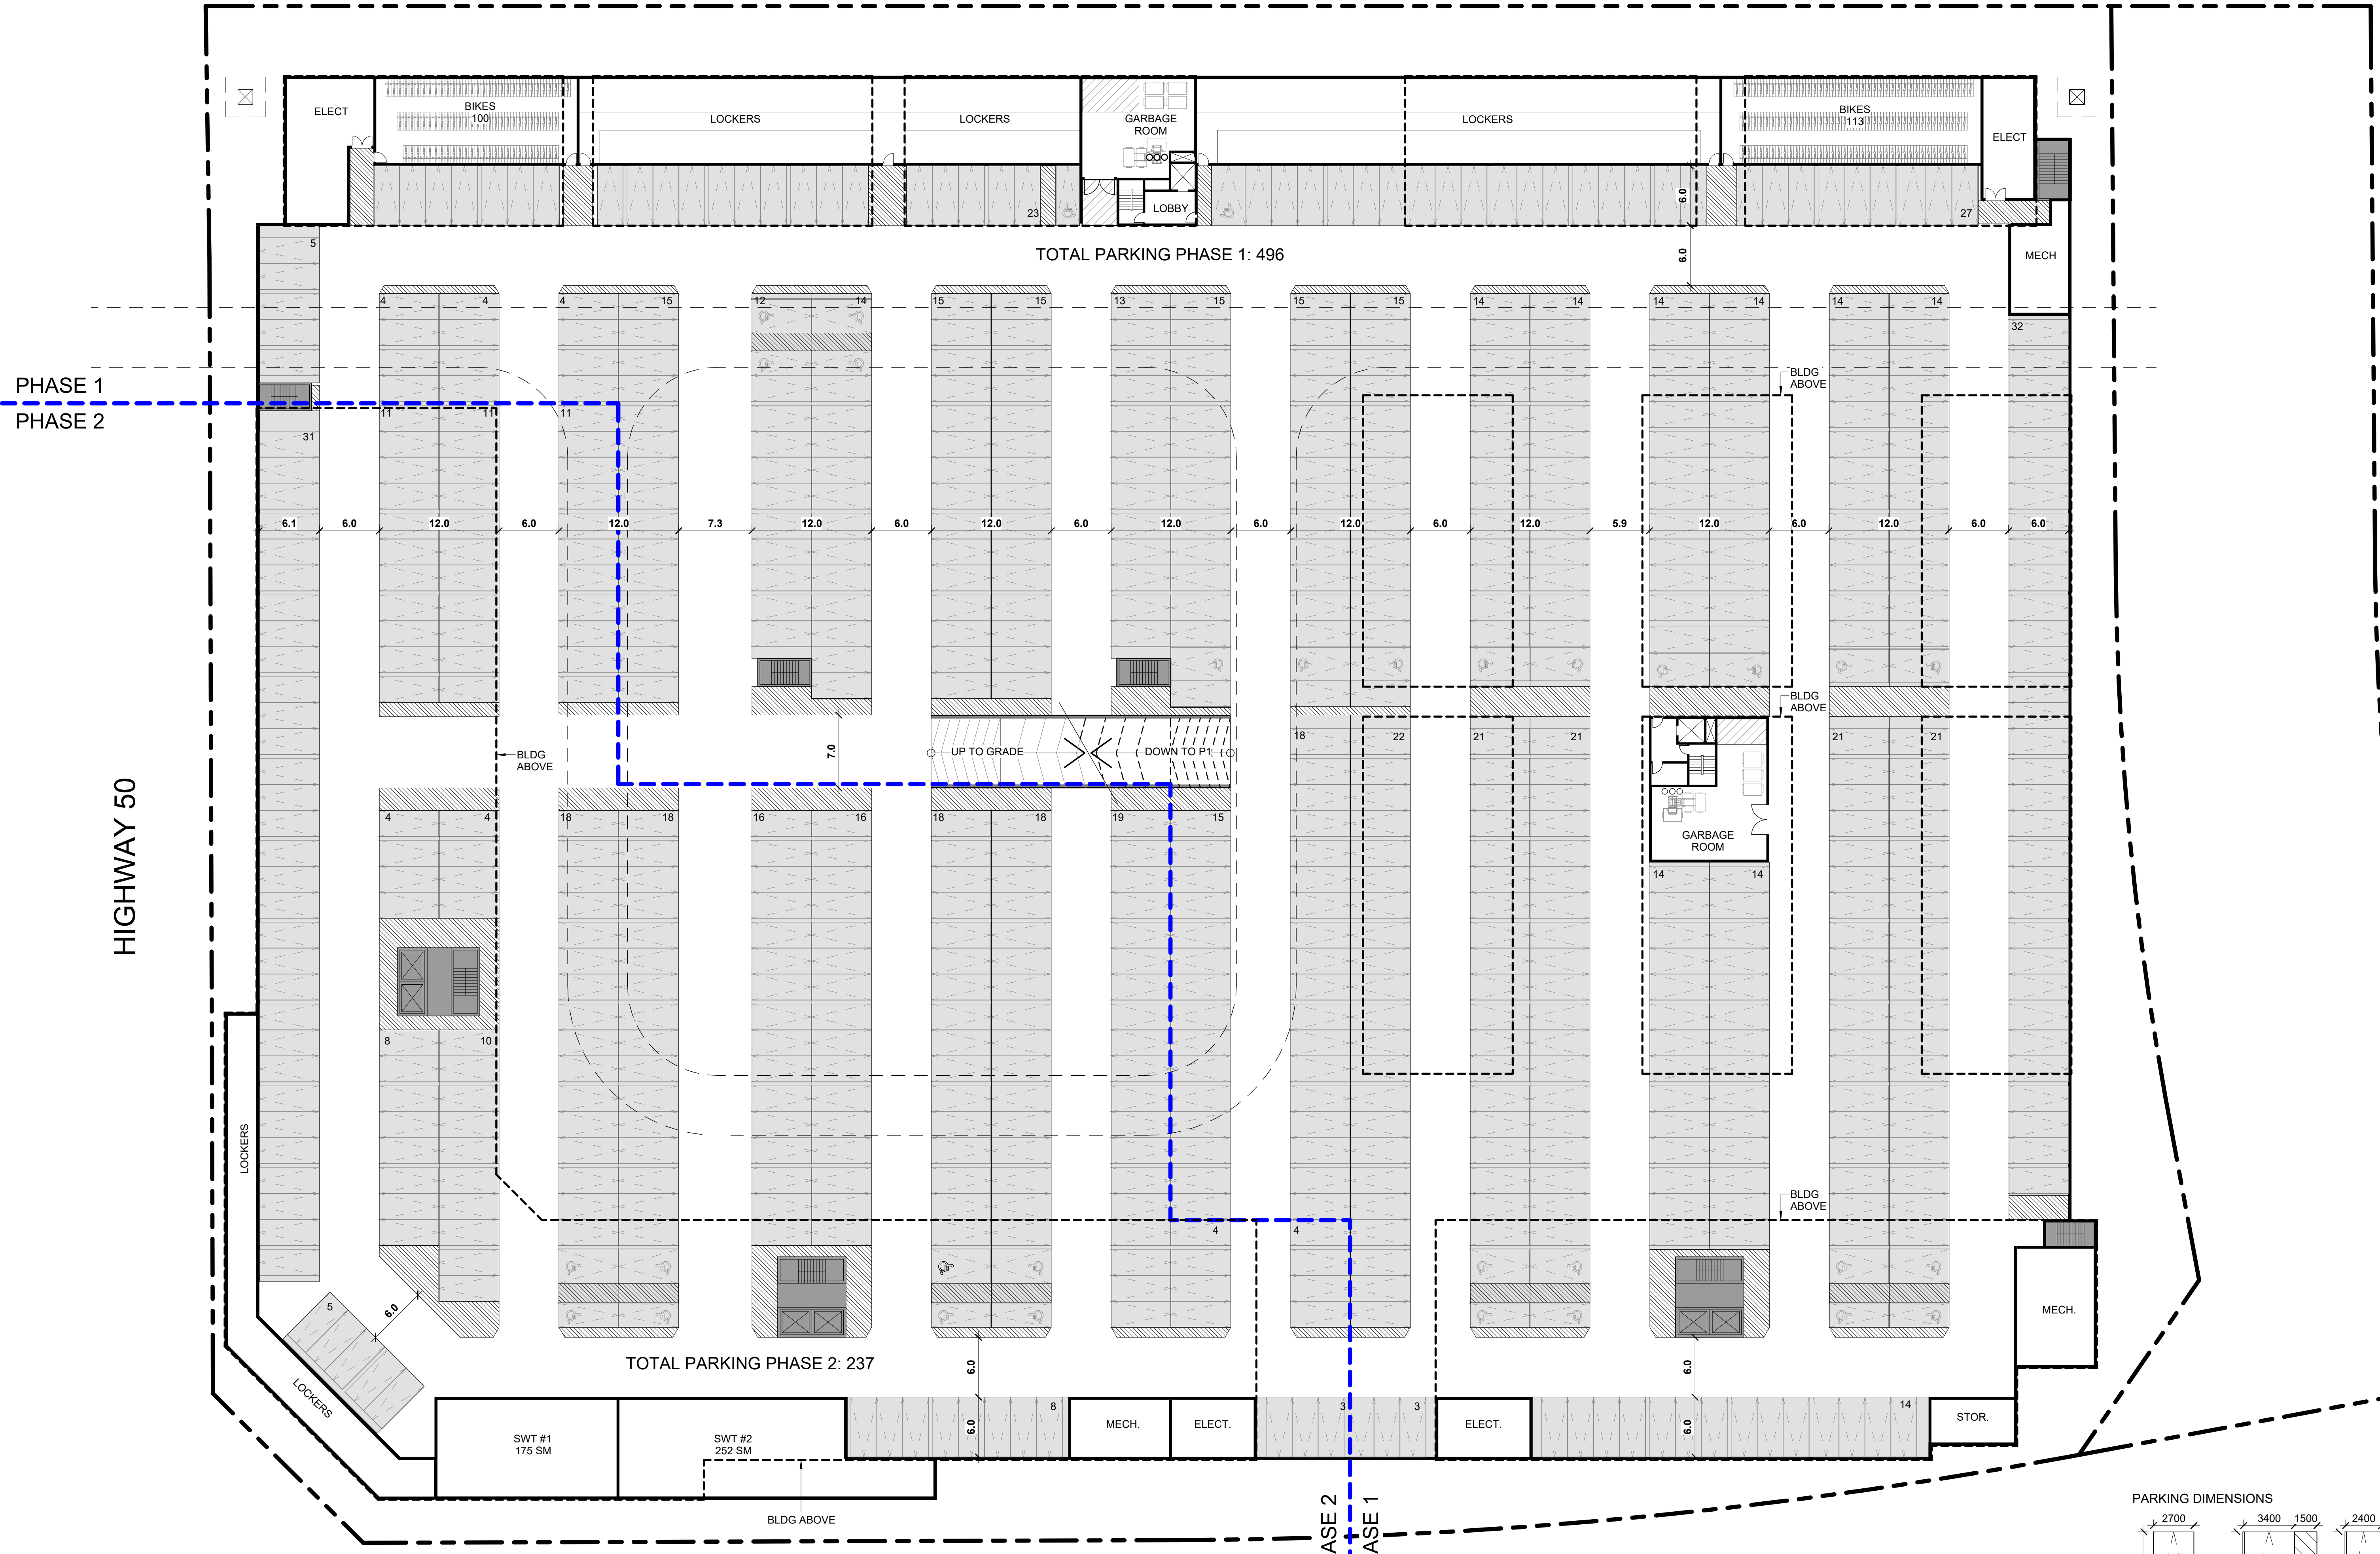 ELECT
BIKES
100
LOCKERS
LOCKERS
GARBAGE
ROOM
LOCKERS
BIKES
113
ELECT
LOBBY
23
27
6.0
5
TOTAL PARKING PHASE 1: 496
6.0
MECH
4 4 4 15 12 14 15 15 13 15 15 15 14 14 14 14 14 14
32
PHASE 1
PHASE 2
BLDG
ABOVE
11 11 11
31
6.1 6.0 12.0 6.0 12.0 7.3 12.0 6.0 12.0 6.0 12.0 6.0 12.0 6.0 12.0 5.9 12.0 6.0 12.0 6.0 6.0
BLDG
ABOVE
BLDG
ABOVE
7.0
UP TO GRADE
DOWN TO P1
18 22 21 21 21 21
HIGHWAY 50
4 4 18 18 16 16 18 18 19 15
GARBAGE
ROOM
14 14
8 10
LOCKERS
BLDG
ABOVE
4 4
5
6.0
MECH.
TOTAL PARKING PHASE 2: 237
6.0
6.0
LOCKERS
8
3 3
14
SWT #1
175 SM
SWT #2
252 SM
6.0
MECH.
ELECT.
ELECT.
6.0
STOR.
BLDG ABOVE
ASE 2
ASE 1
PARKING DIMENSIONS
2700 3400 1500 2400